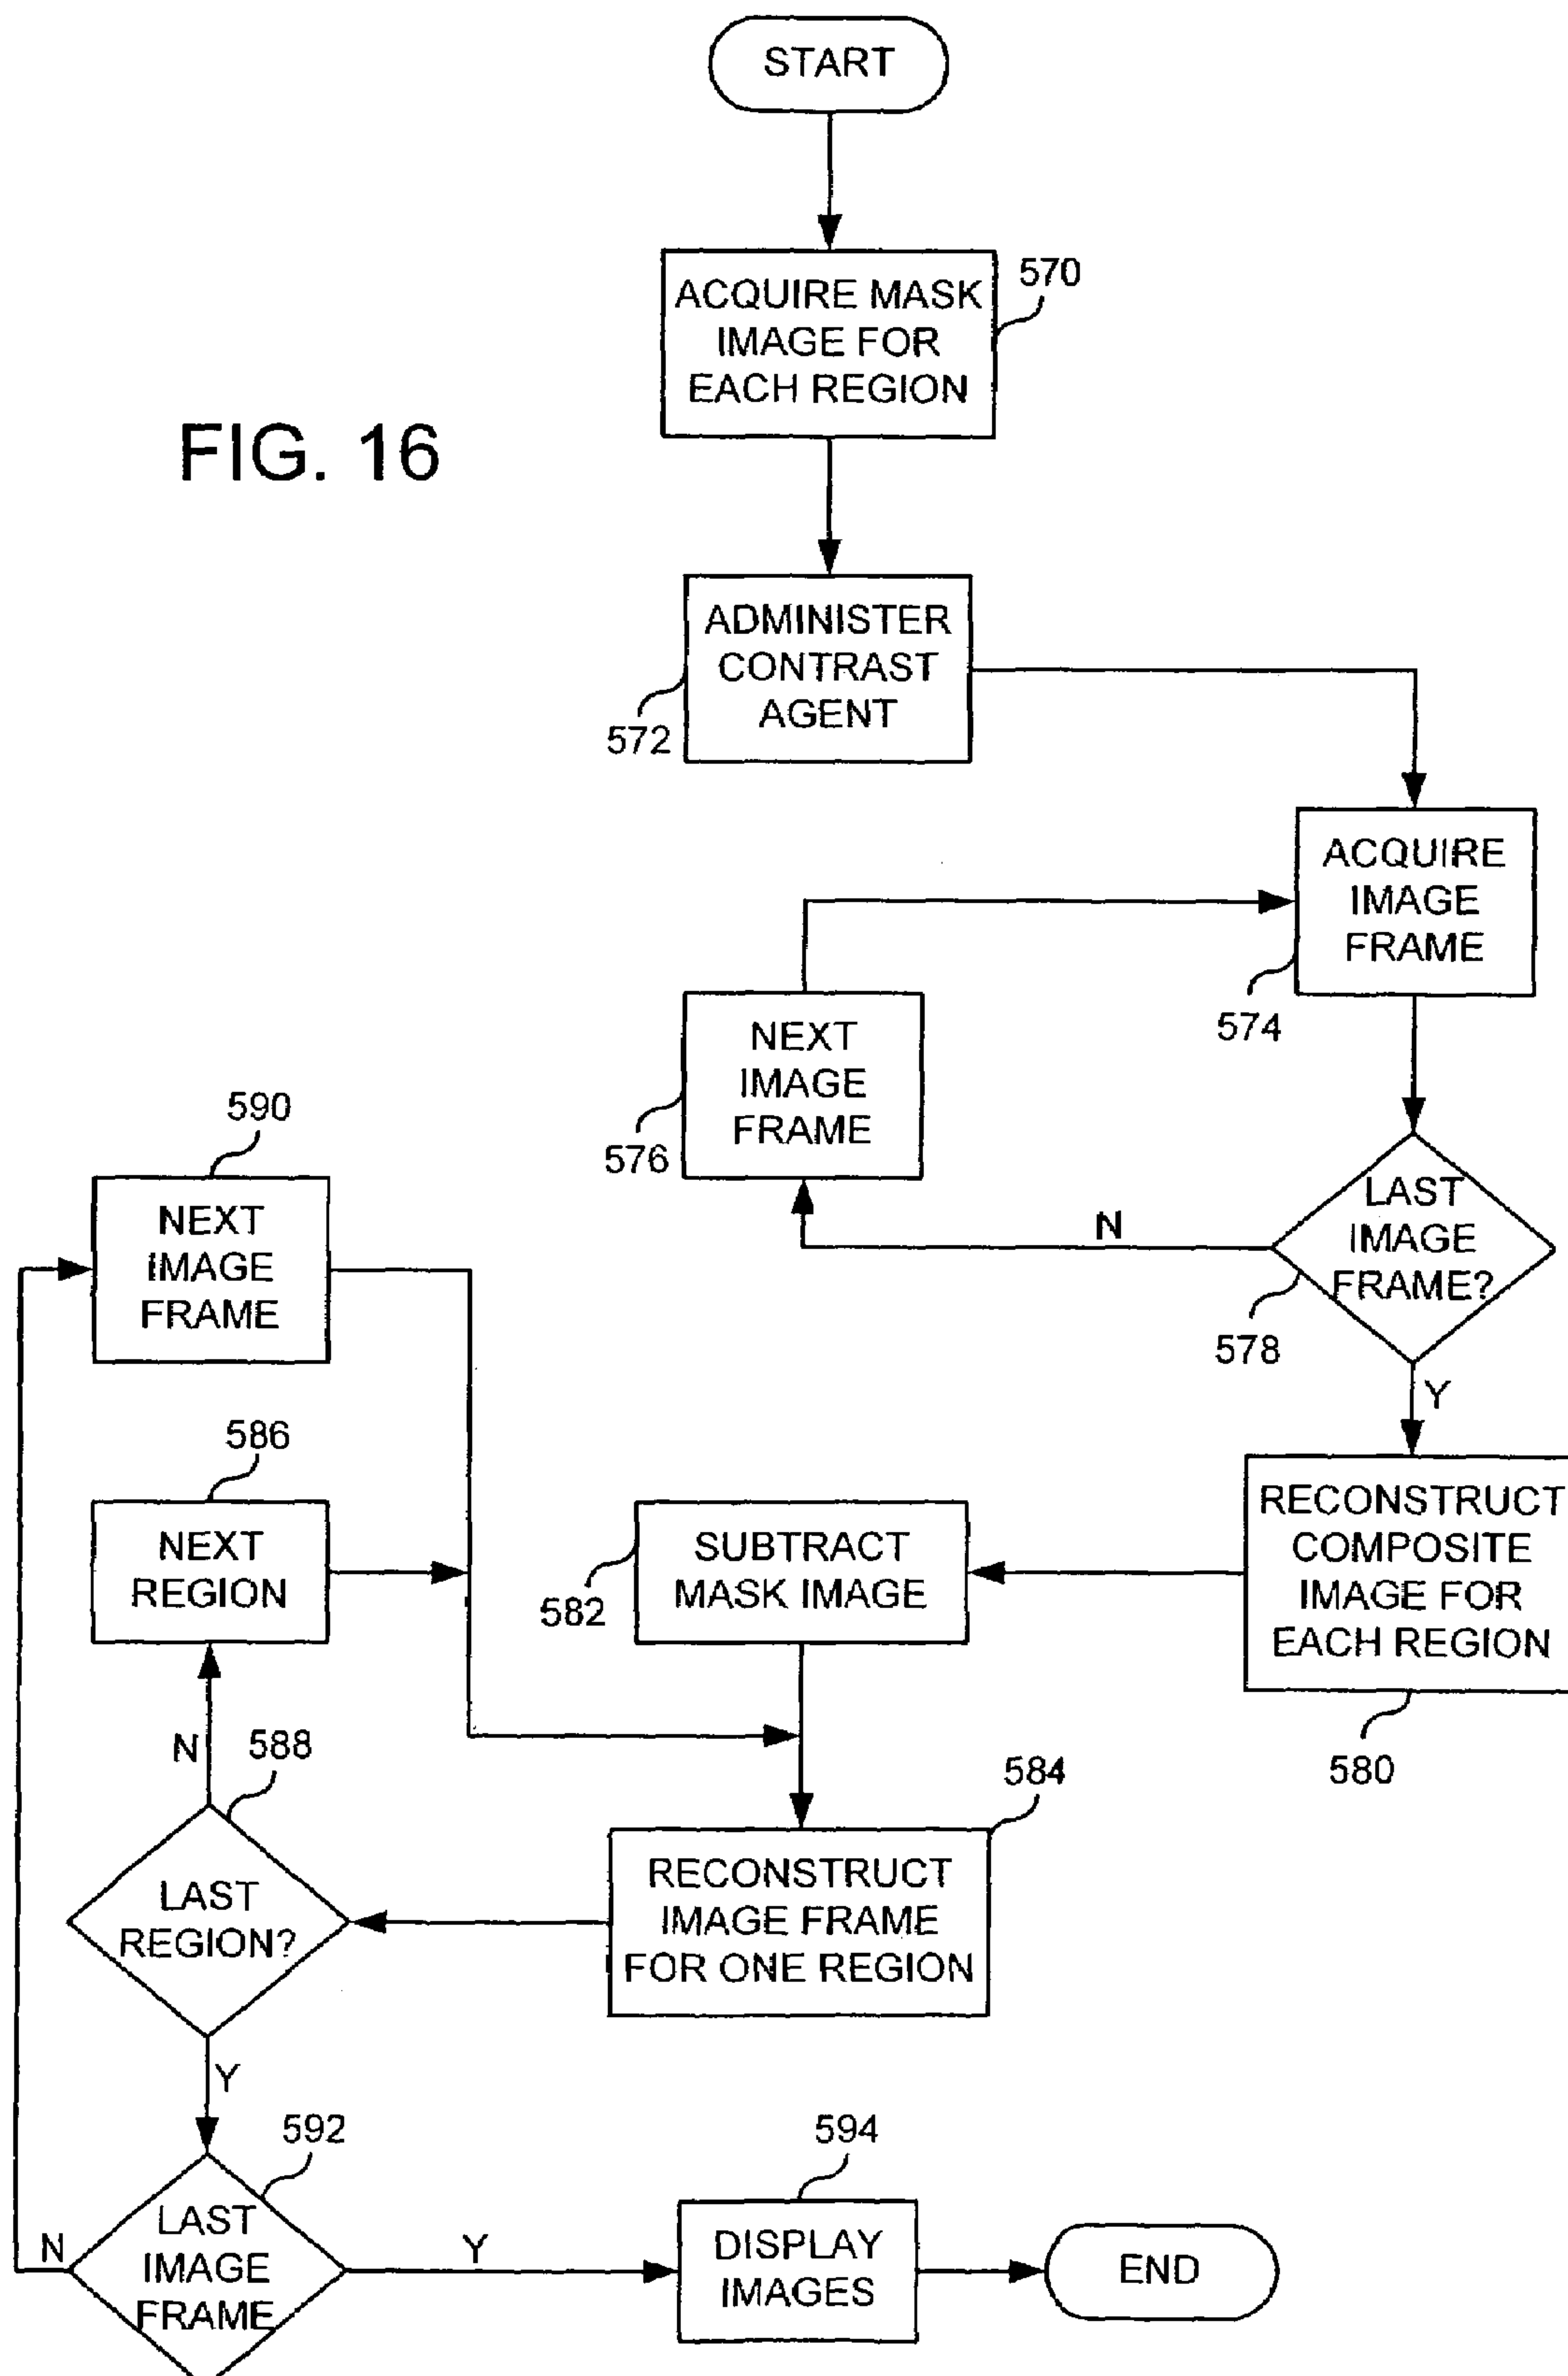 START
ACQUIRE MASK
IMAGE FOR
EACH REGION
570
FIG. 16
ADMINISTER
CONTRAST
AGENT
572
ACQUIRE
IMAGE
FRAME
574
NEXT
IMAGE
FRAME
576
LAST
IMAGE
FRAME?
578
N
Y
590
NEXT
IMAGE
FRAME
586
NEXT
REGION
SUBTRACT
MASK IMAGE
582
RECONSTRUCT
COMPOSITE
IMAGE FOR
EACH REGION
580
N
588
LAST
REGION?
584
RECONSTRUCT
IMAGE FRAME
FOR ONE REGION
Y
592
LAST
IMAGE
FRAME
N
Y
594
DISPLAY
IMAGES
END